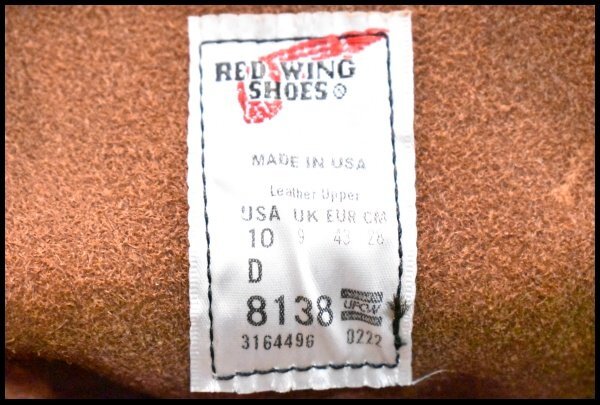 RED WING
SHOES®
MADE IN USA
Leather Upper
USA UK EUR CM
10 9 43 28
D
8138 UFCW
3164496 0222